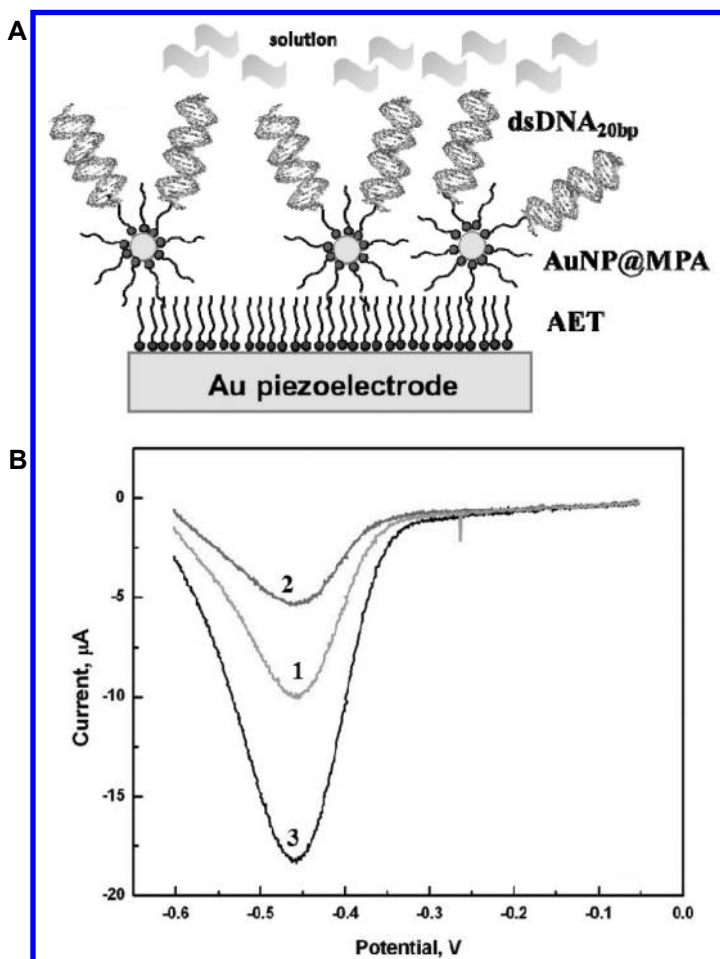 A
solution
dsDNA20bp
AuNP@MPA
AET
Au piezoelectrode
B
0
-5
-10
-15
-20
Current, μA
2
1
3
-0.6 -0.5 -0.4 -0.3 -0.2 -0.1 0.0
Potential, V